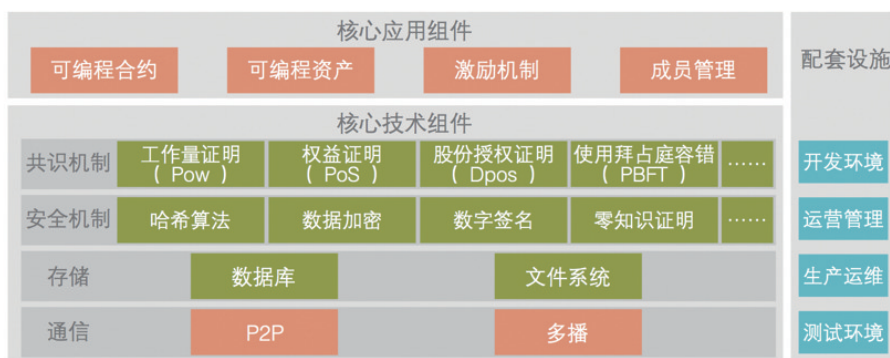 核心应用组件
可编程合约 可编程资产 激励机制 成员管理
核心技术组件
共识机制 工作量证明 (Pow) 权益证明 (PoS) 股份授权证明 (Dpos) 使用拜占庭容错 (PBFT) ……
安全机制 哈希算法 数据加密 数字签名 零知识证明 ……
存储 数据库 文件系统
通信 P2P 多播
配套设施
开发环境
运营管理
生产运维
测试环境